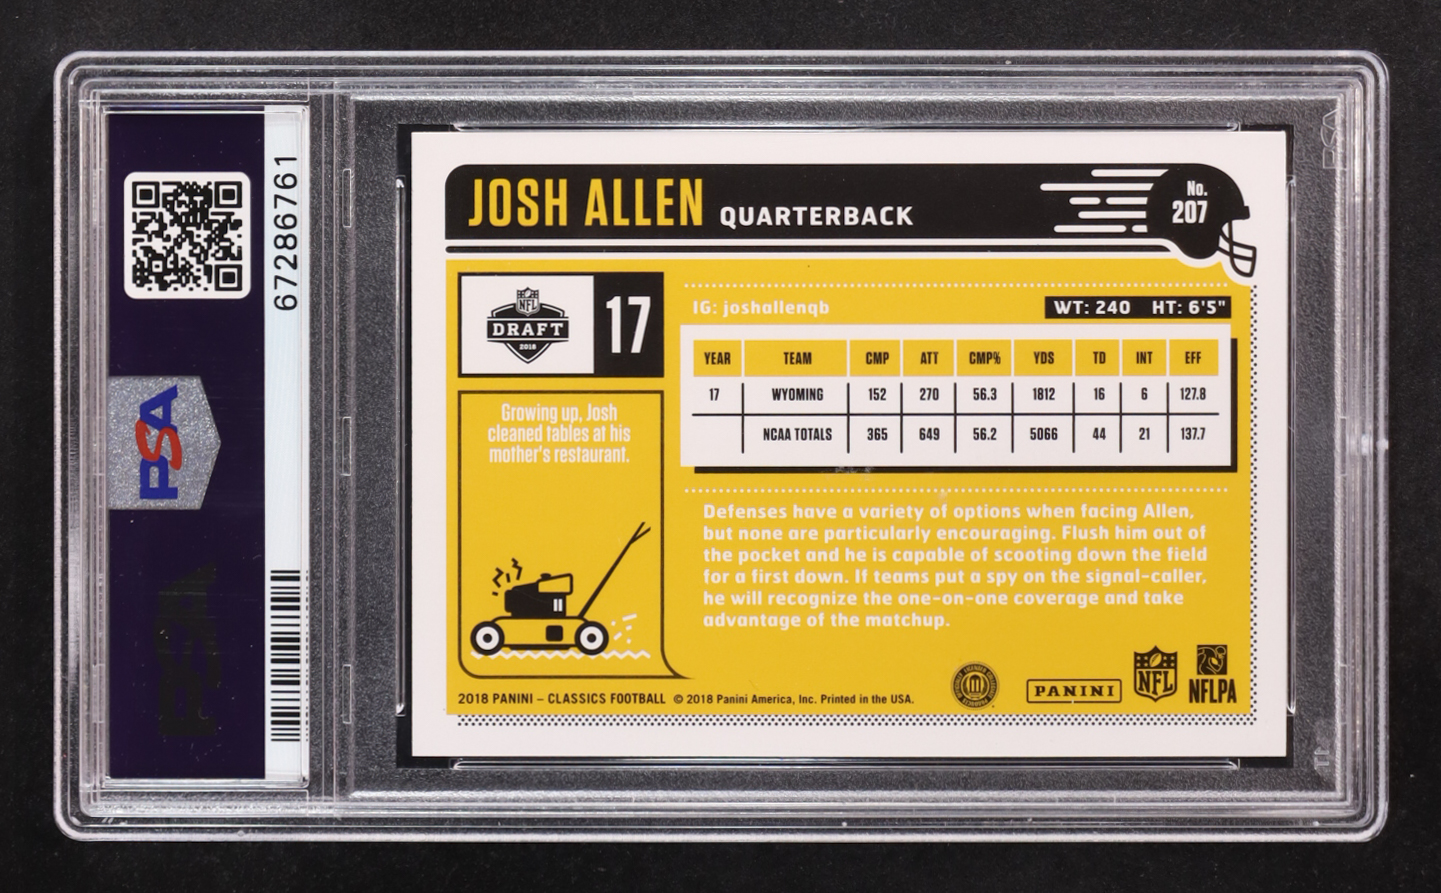 67286761
PSA
JOSH ALLEN QUARTERBACK
No.
207
NFL
DRAFT
2018
17
IG: joshallenqb
WT: 240 HT: 6'5"
YEAR TEAM CMP ATT CMP% YDS TD INT EFF
17 WYOMING 152 270 56.3 1812 16 6 127.8
NCAA TOTALS 365 649 56.2 5066 44 21 137.7
Growing up, Josh
cleaned tables at his
mother's restaurant.
Defenses have a variety of options when facing Allen,
but none are particularly encouraging. Flush him out of
the pocket and he is capable of scooting down the field
for a first down. If teams put a spy on the signal-caller,
he will recognize the one-on-one coverage and take
advantage of the matchup.
2018 PANINI – CLASSICS FOOTBALL © 2018 Panini America, Inc. Printed in the USA.
PANINI
NFL
NFLPA
PSA